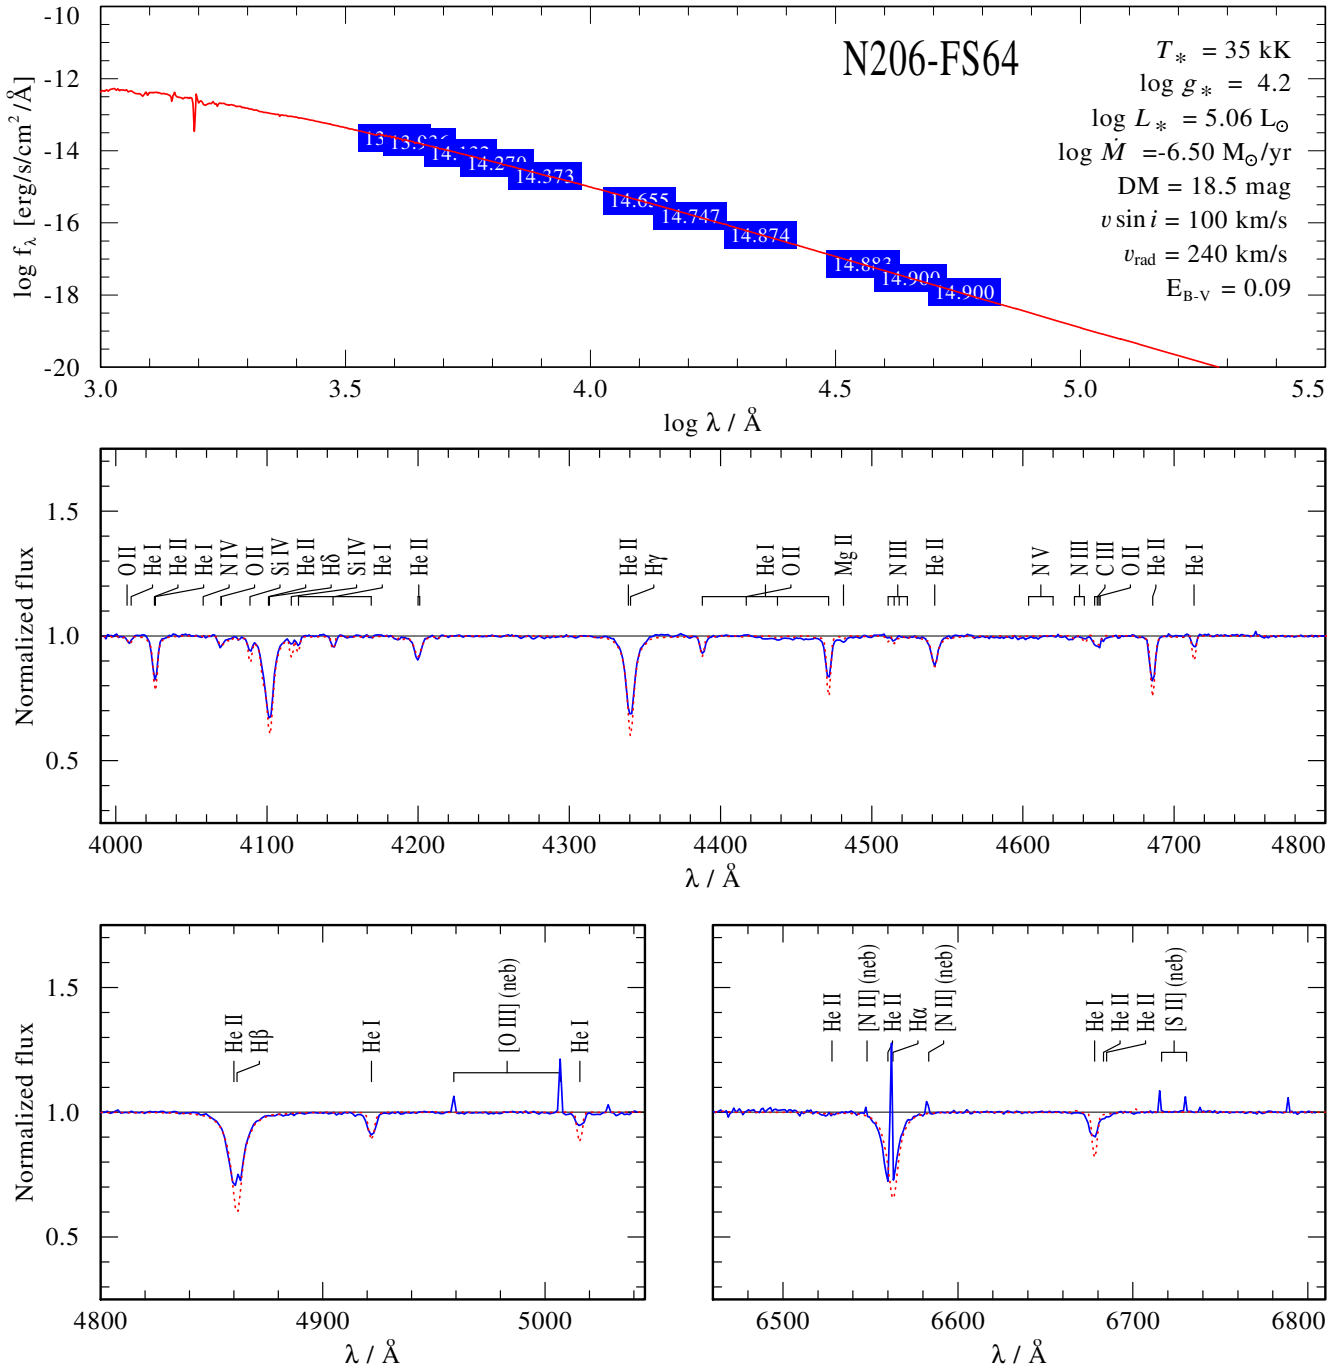 N206-FS64
T* = 35 kK
log g* = 4.2
log L* = 5.06 L⊙
log Ṁ =-6.50 M⊙/yr
DM = 18.5 mag
v sin i = 100 km/s
vrad = 240 km/s
EB-V = 0.09
log fλ [erg/s/cm²/Å]
-10
-12
-14
-16
-18
-20
14.373
14.655
14.747
14.874
14.883
14.900
14.900
3.0 3.5 4.0 4.5 5.0 5.5
log λ / Å
Normalized flux
1.5
1.0
0.5
O II He I He II He I N IV O II Si IV He II Hδ Si IV He I He II He II Hγ He I O II Mg II N III He II N V N III C III O II He II He I
4000 4100 4200 4300 4400 4500 4600 4700 4800
λ / Å
Normalized flux
1.5
1.0
0.5
He II Hβ He I [O III] (neb) He I
4800 4900 5000
λ / Å
He II [N II] (neb) He II Hα [N II] (neb) He I He II He II [S II] (neb)
6500 6600 6700 6800
λ / Å